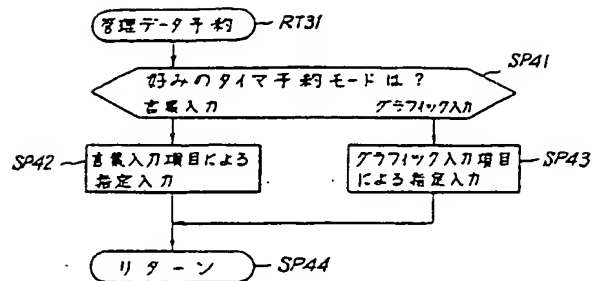 管理データ予約
RT31
SP41
好みのタイマ予約モードは?
言葉入力
グラフィック入力
SP42
言葉入力項目による
指定入力
グラフィック入力項目
による指定入力
SP43
リターン
SP44